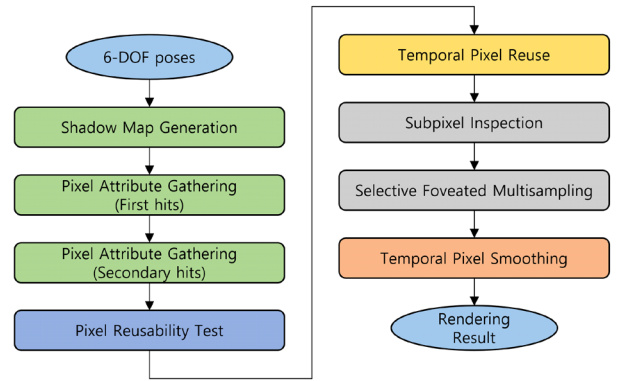 6-DOF poses
Shadow Map Generation
Pixel Attribute Gathering
(First hits)
Pixel Attribute Gathering
(Secondary hits)
Pixel Reusability Test
Temporal Pixel Reuse
Subpixel Inspection
Selective Foveated Multisampling
Temporal Pixel Smoothing
Rendering
Result